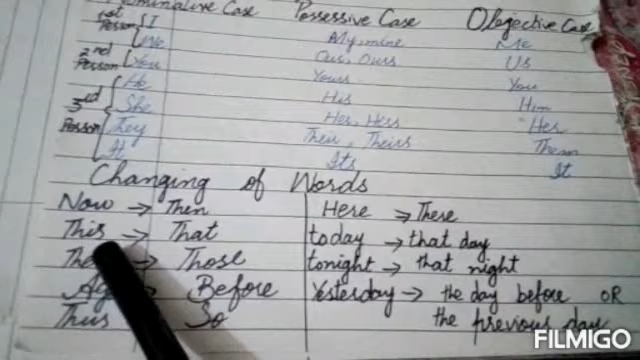 Case Possessive Case Objective Case
1st Person I My, mine Me
We Our, Ours Us
2nd Person You Yours You
3rd Person He His Him
She Her, Hers Her
They Their, Theirs Them
It Its It
Changing of Words
Now → Then Here → There
This → That today → that day
→ Those tonight → that night
Before Yesterday → the day before OR
Thus So the previous day
FILMIGO